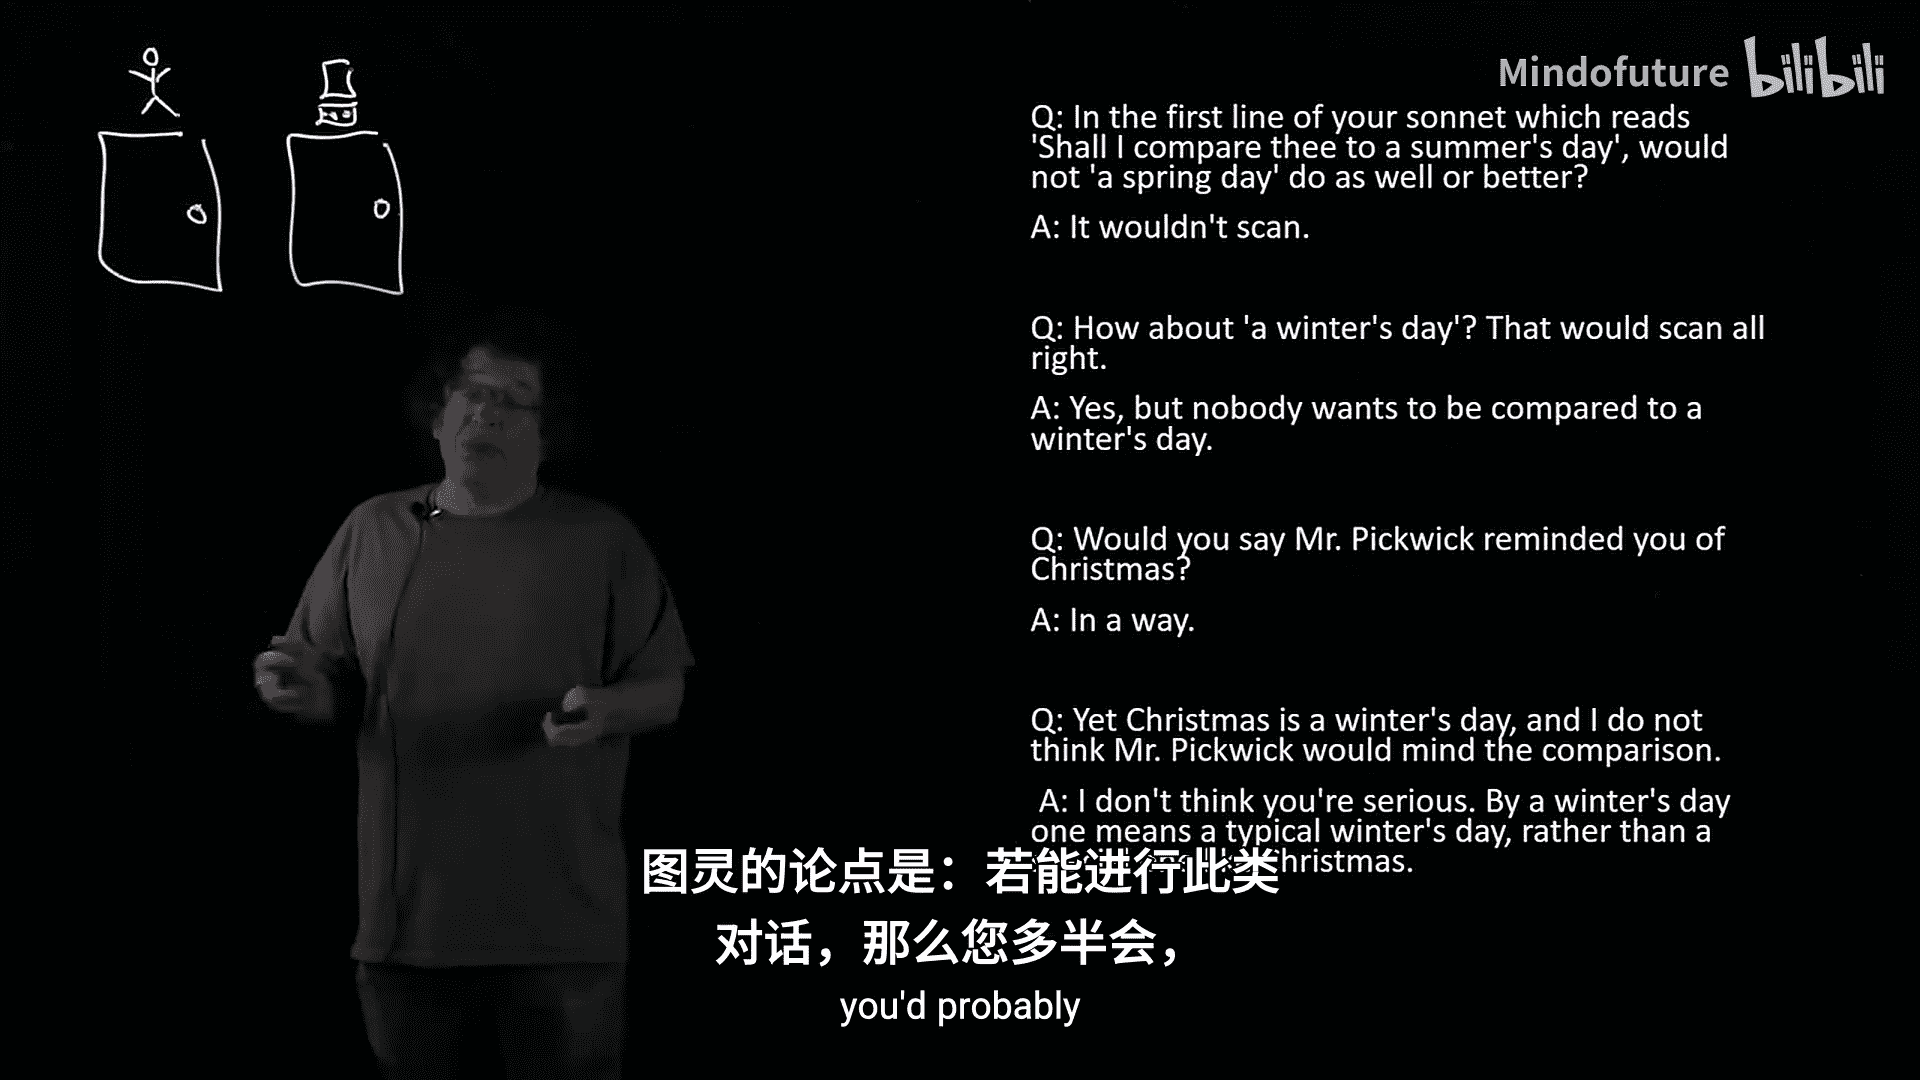 Mindofuture bilibili
Q: In the first line of your sonnet which reads
'Shall I compare thee to a summer's day', would
not 'a spring day' do as well or better?
A: It wouldn't scan.
Q: How about 'a winter's day'? That would scan all
right.
A: Yes, but nobody wants to be compared to a
winter's day.
Q: Would you say Mr. Pickwick reminded you of
Christmas?
A: In a way.
Q: Yet Christmas is a winter's day, and I do not
think Mr. Pickwick would mind the comparison.
A: I don't think you're serious. By a winter's day
one means a typical winter's day, rather than a
Christmas.
图灵的论点是：若能进行此类
对话，那么您多半会，
you'd probably